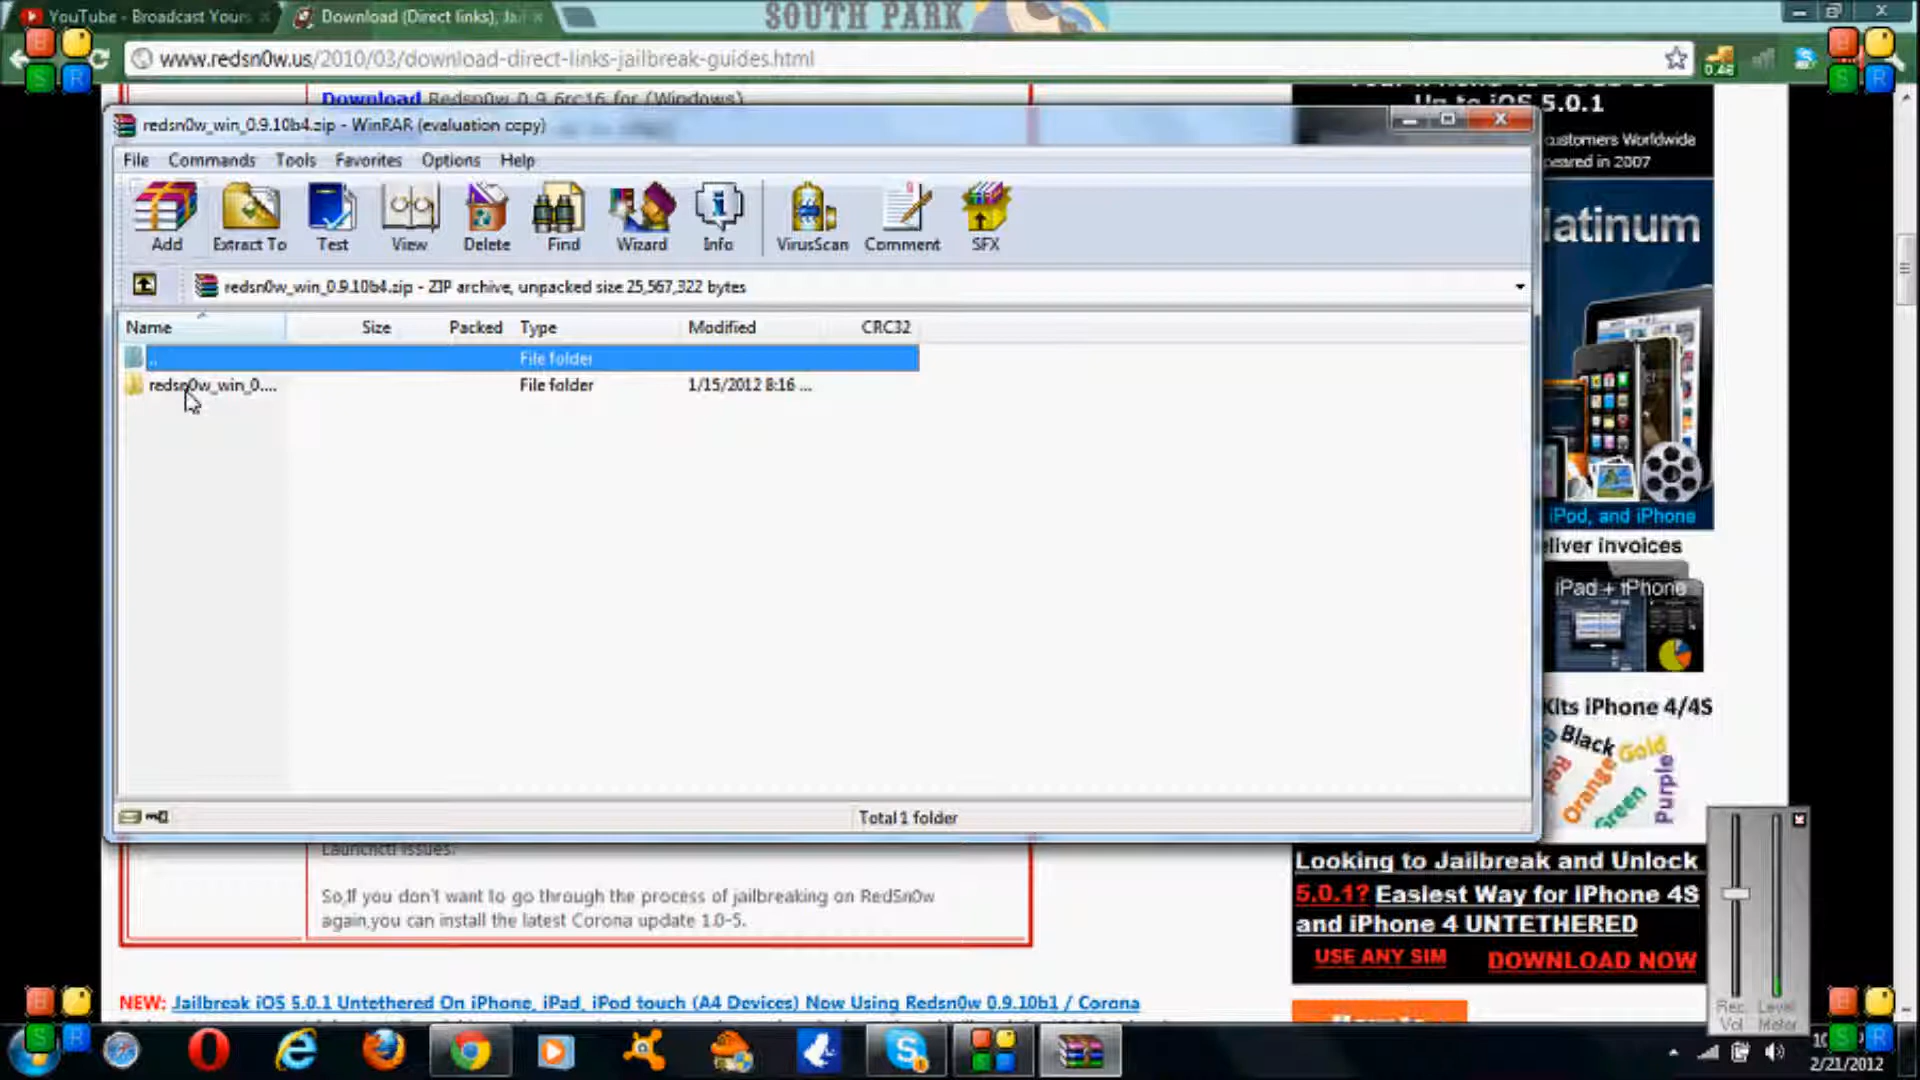 YouTube - Broadcast Yours
Download (Direct links), Jai
SOUTH PARK
www.redsn0w.us/2010/03/download-direct-links-jailbreak-guides.html
0.48
Download Redsn0w 0.9.6rc16 for (Windows)
Up to iOS 5.0.1
customers Worldwide
peared in 2007
redsn0w_win_0.9.10b4.zip - WinRAR (evaluation copy)
File Commands Tools Favorites Options Help
Add Extract To Test View Delete Find Wizard Info VirusScan Comment SFX
redsn0w_win_0.9.10b4.zip - ZIP archive, unpacked size 25,567,322 bytes
Name Size Packed Type Modified CRC32
.. File folder
redsn0w_win_0.... File folder 1/15/2012 8:16 ...
Total 1 folder
latinum
iPod, and iPhone
eliver invoices
iPad + iPhone
Kits iPhone 4/4S
Black Gold
Red Orange Green Purple
Launchctl issues.
So,If you don't want to go through the process of jailbreaking on RedSn0w
again,you can install the latest Corona update 1.0-5.
Looking to Jailbreak and Unlock
5.0.1? Easiest Way for iPhone 4S
and iPhone 4 UNTETHERED
USE ANY SIM DOWNLOAD NOW
NEW: Jailbreak iOS 5.0.1 Untethered On iPhone, iPad, iPod touch (A4 Devices) Now Using Redsn0w 0.9.10b1 / Corona
Rec Vol
Level Meter
B
S R
2/21/2012